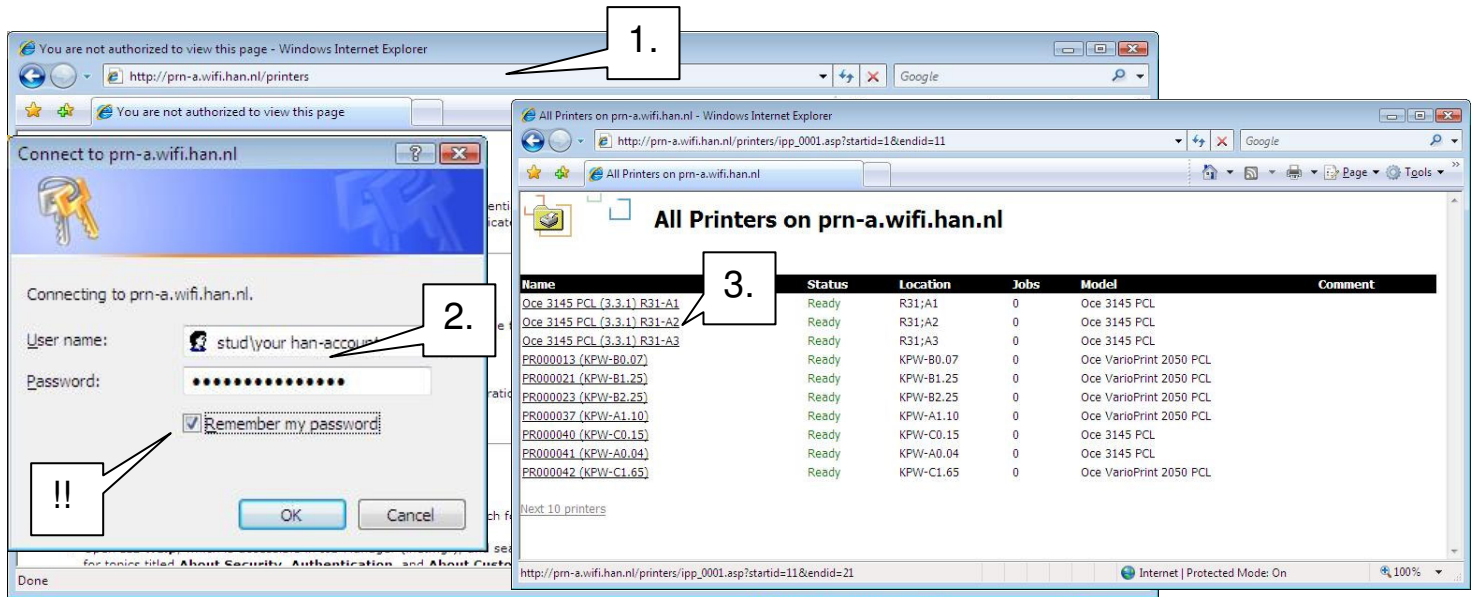 1.
You are not authorized to view this page - Windows Internet Explorer
http://prn-a.wifi.han.nl/printers
Google
You are not authorized to view this page
Connect to prn-a.wifi.han.nl
Connecting to prn-a.wifi.han.nl.
2.
User name: stud\your han-account
Password: •••••••••••••••
Remember my password
!!
OK Cancel
for topics titled About Security, Authentication, and About Custo
Done
All Printers on prn-a.wifi.han.nl - Windows Internet Explorer
http://prn-a.wifi.han.nl/printers/ipp_0001.asp?startid=1&endid=11
Google
All Printers on prn-a.wifi.han.nl
Page Tools
All Printers on prn-a.wifi.han.nl
3.
Name Status Location Jobs Model Comment
Oce 3145 PCL (3.3.1) R31-A1 Ready R31;A1 0 Oce 3145 PCL
Oce 3145 PCL (3.3.1) R31-A2 Ready R31;A2 0 Oce 3145 PCL
Oce 3145 PCL (3.3.1) R31-A3 Ready R31;A3 0 Oce 3145 PCL
PR000013 (KPW-B0.07) Ready KPW-B0.07 0 Oce VarioPrint 2050 PCL
PR000021 (KPW-B1.25) Ready KPW-B1.25 0 Oce VarioPrint 2050 PCL
PR000023 (KPW-B2.25) Ready KPW-B2.25 0 Oce VarioPrint 2050 PCL
PR000037 (KPW-A1.10) Ready KPW-A1.10 0 Oce VarioPrint 2050 PCL
PR000040 (KPW-C0.15) Ready KPW-C0.15 0 Oce 3145 PCL
PR000041 (KPW-A0.04) Ready KPW-A0.04 0 Oce 3145 PCL
PR000042 (KPW-C1.65) Ready KPW-C1.65 0 Oce VarioPrint 2050 PCL
Next 10 printers
http://prn-a.wifi.han.nl/printers/ipp_0001.asp?startid=11&endid=21
Internet | Protected Mode: On
100%